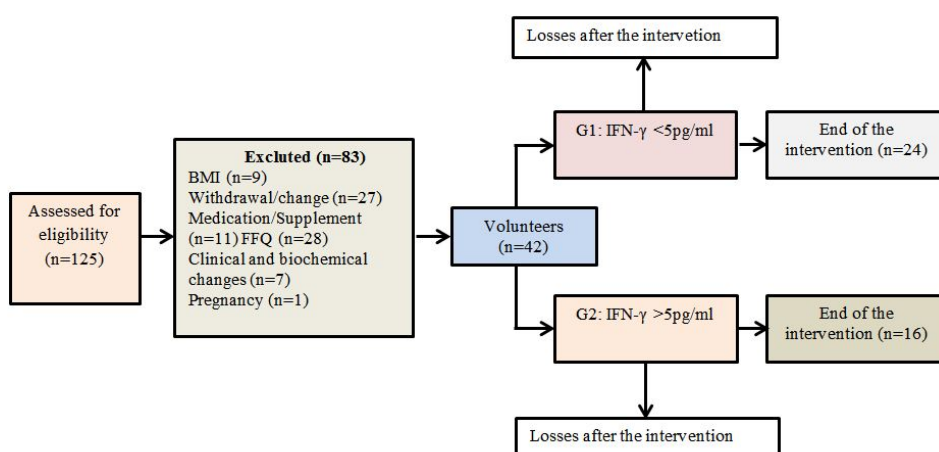 Losses after the intervetion
G1: IFN-γ <5pg/ml
End of the
intervention (n=24)
Excluded (n=83)
BMI (n=9)
Withdrawal/change (n=27)
Medication/Supplement
(n=11) FFQ (n=28)
Clinical and biochemical
changes (n=7)
Pregnancy (n=1)
Assessed for
eligibility
(n=125)
Volunteers
(n=42)
G2: IFN-γ >5pg/ml
End of the
intervention (n=16)
Losses after the intervention